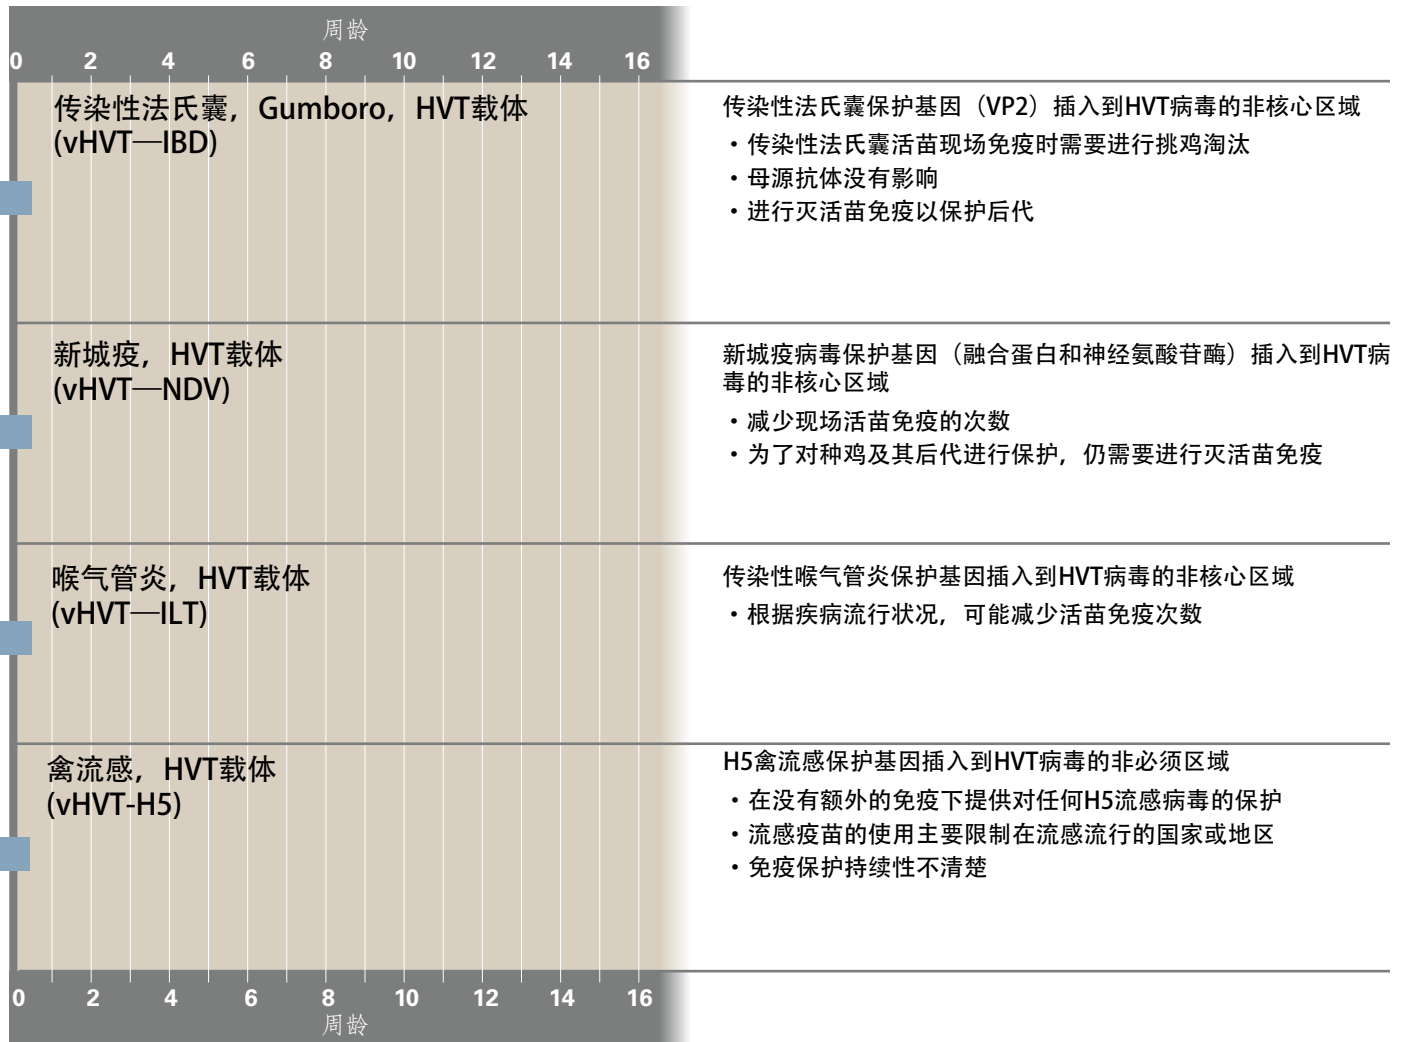 周龄
0 2 4 6 8 10 12 14 16
传染性法氏囊，Gumboro，HVT载体
(vHVT—IBD)
传染性法氏囊保护基因（VP2）插入到HVT病毒的非核心区域
・传染性法氏囊活苗现场免疫时需要进行挑鸡淘汰
・母源抗体没有影响
・进行灭活苗免疫以保护后代
新城疫，HVT载体
(vHVT—NDV)
新城疫病毒保护基因（融合蛋白和神经氨酸苷酶）插入到HVT病
毒的非核心区域
・减少现场活苗免疫的次数
・为了对种鸡及其后代进行保护，仍需要进行灭活苗免疫
喉气管炎，HVT载体
(vHVT—ILT)
传染性喉气管炎保护基因插入到HVT病毒的非核心区域
・根据疾病流行状况，可能减少活苗免疫次数
禽流感，HVT载体
(vHVT-H5)
H5禽流感保护基因插入到HVT病毒的非必须区域
・在没有额外的免疫下提供对任何H5流感病毒的保护
・流感疫苗的使用主要限制在流感流行的国家或地区
・免疫保护持续性不清楚
0 2 4 6 8 10 12 14 16
周龄